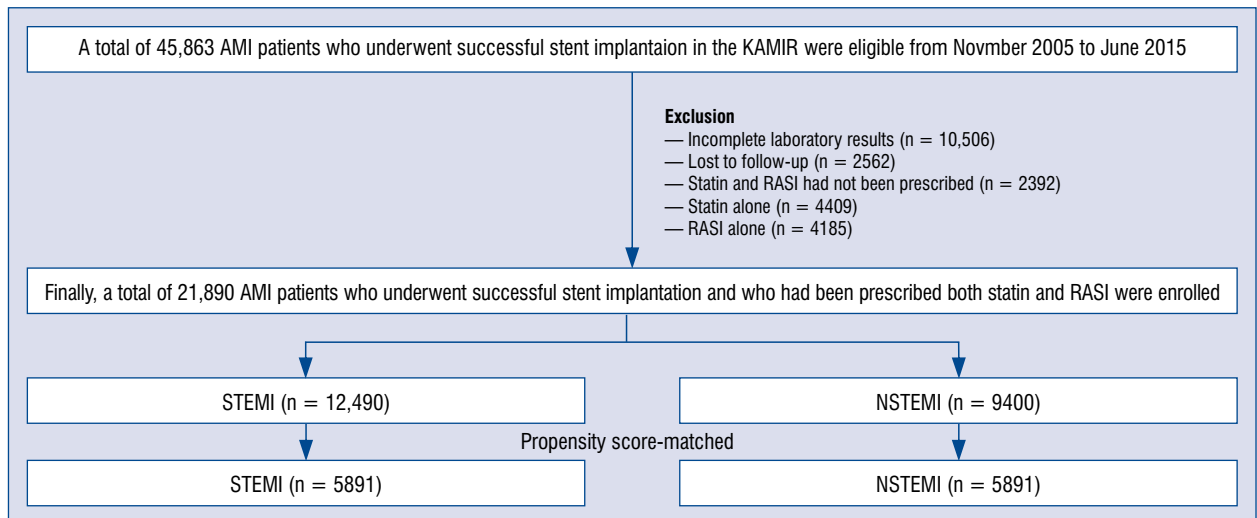 A total of 45,863 AMI patients who underwent successful stent implantaion in the KAMIR were eligible from Novmber 2005 to June 2015
Exclusion
— Incomplete laboratory results (n = 10,506)
— Lost to follow-up (n = 2562)
— Statin and RASI had not been prescribed (n = 2392)
— Statin alone (n = 4409)
— RASI alone (n = 4185)
Finally, a total of 21,890 AMI patients who underwent successful stent implantation and who had been prescribed both statin and RASI were enrolled
STEMI (n = 12,490)
NSTEMI (n = 9400)
Propensity score-matched
STEMI (n = 5891)
NSTEMI (n = 5891)